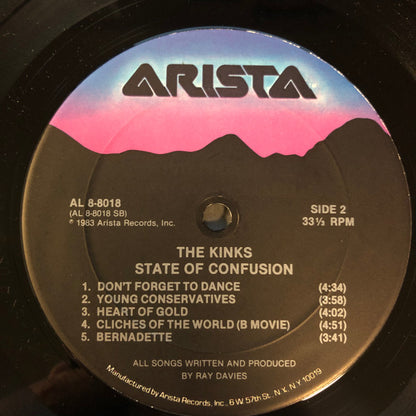 ARISTA
AL 8-8018
(AL 8-8018 SB)
℗ 1983 Arista Records, Inc.
SIDE 2
33⅓ RPM
THE KINKS
STATE OF CONFUSION
1. DON'T FORGET TO DANCE (4:34)
2. YOUNG CONSERVATIVES (3:58)
3. HEART OF GOLD (4:02)
4. CLICHES OF THE WORLD (B MOVIE) (4:51)
5. BERNADETTE (3:41)
ALL SONGS WRITTEN AND PRODUCED
BY RAY DAVIES
Manufactured by Arista Records, Inc., 6 W. 57th St., N.Y., N.Y. 10019